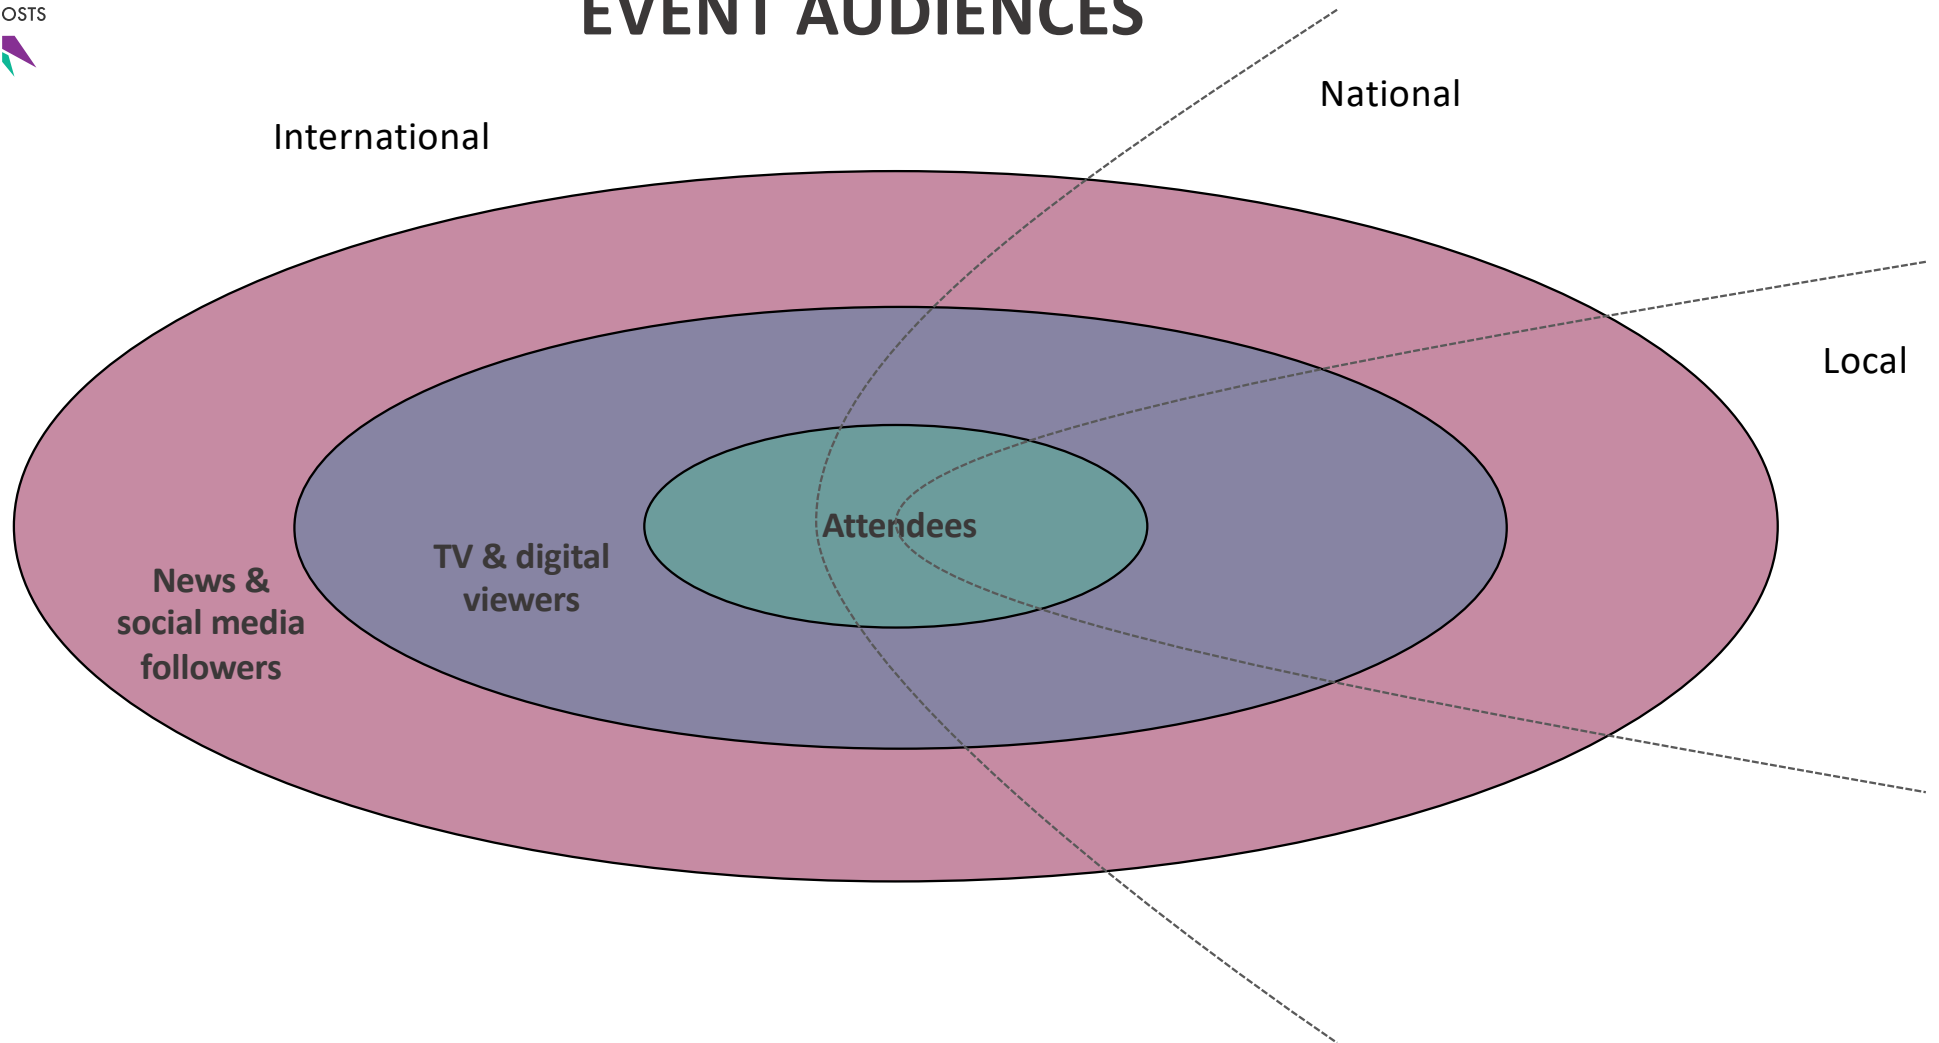 OSTS
EVENT AUDIENCES
National
International
Local
Attendees
TV & digital
viewers
News &
social media
followers